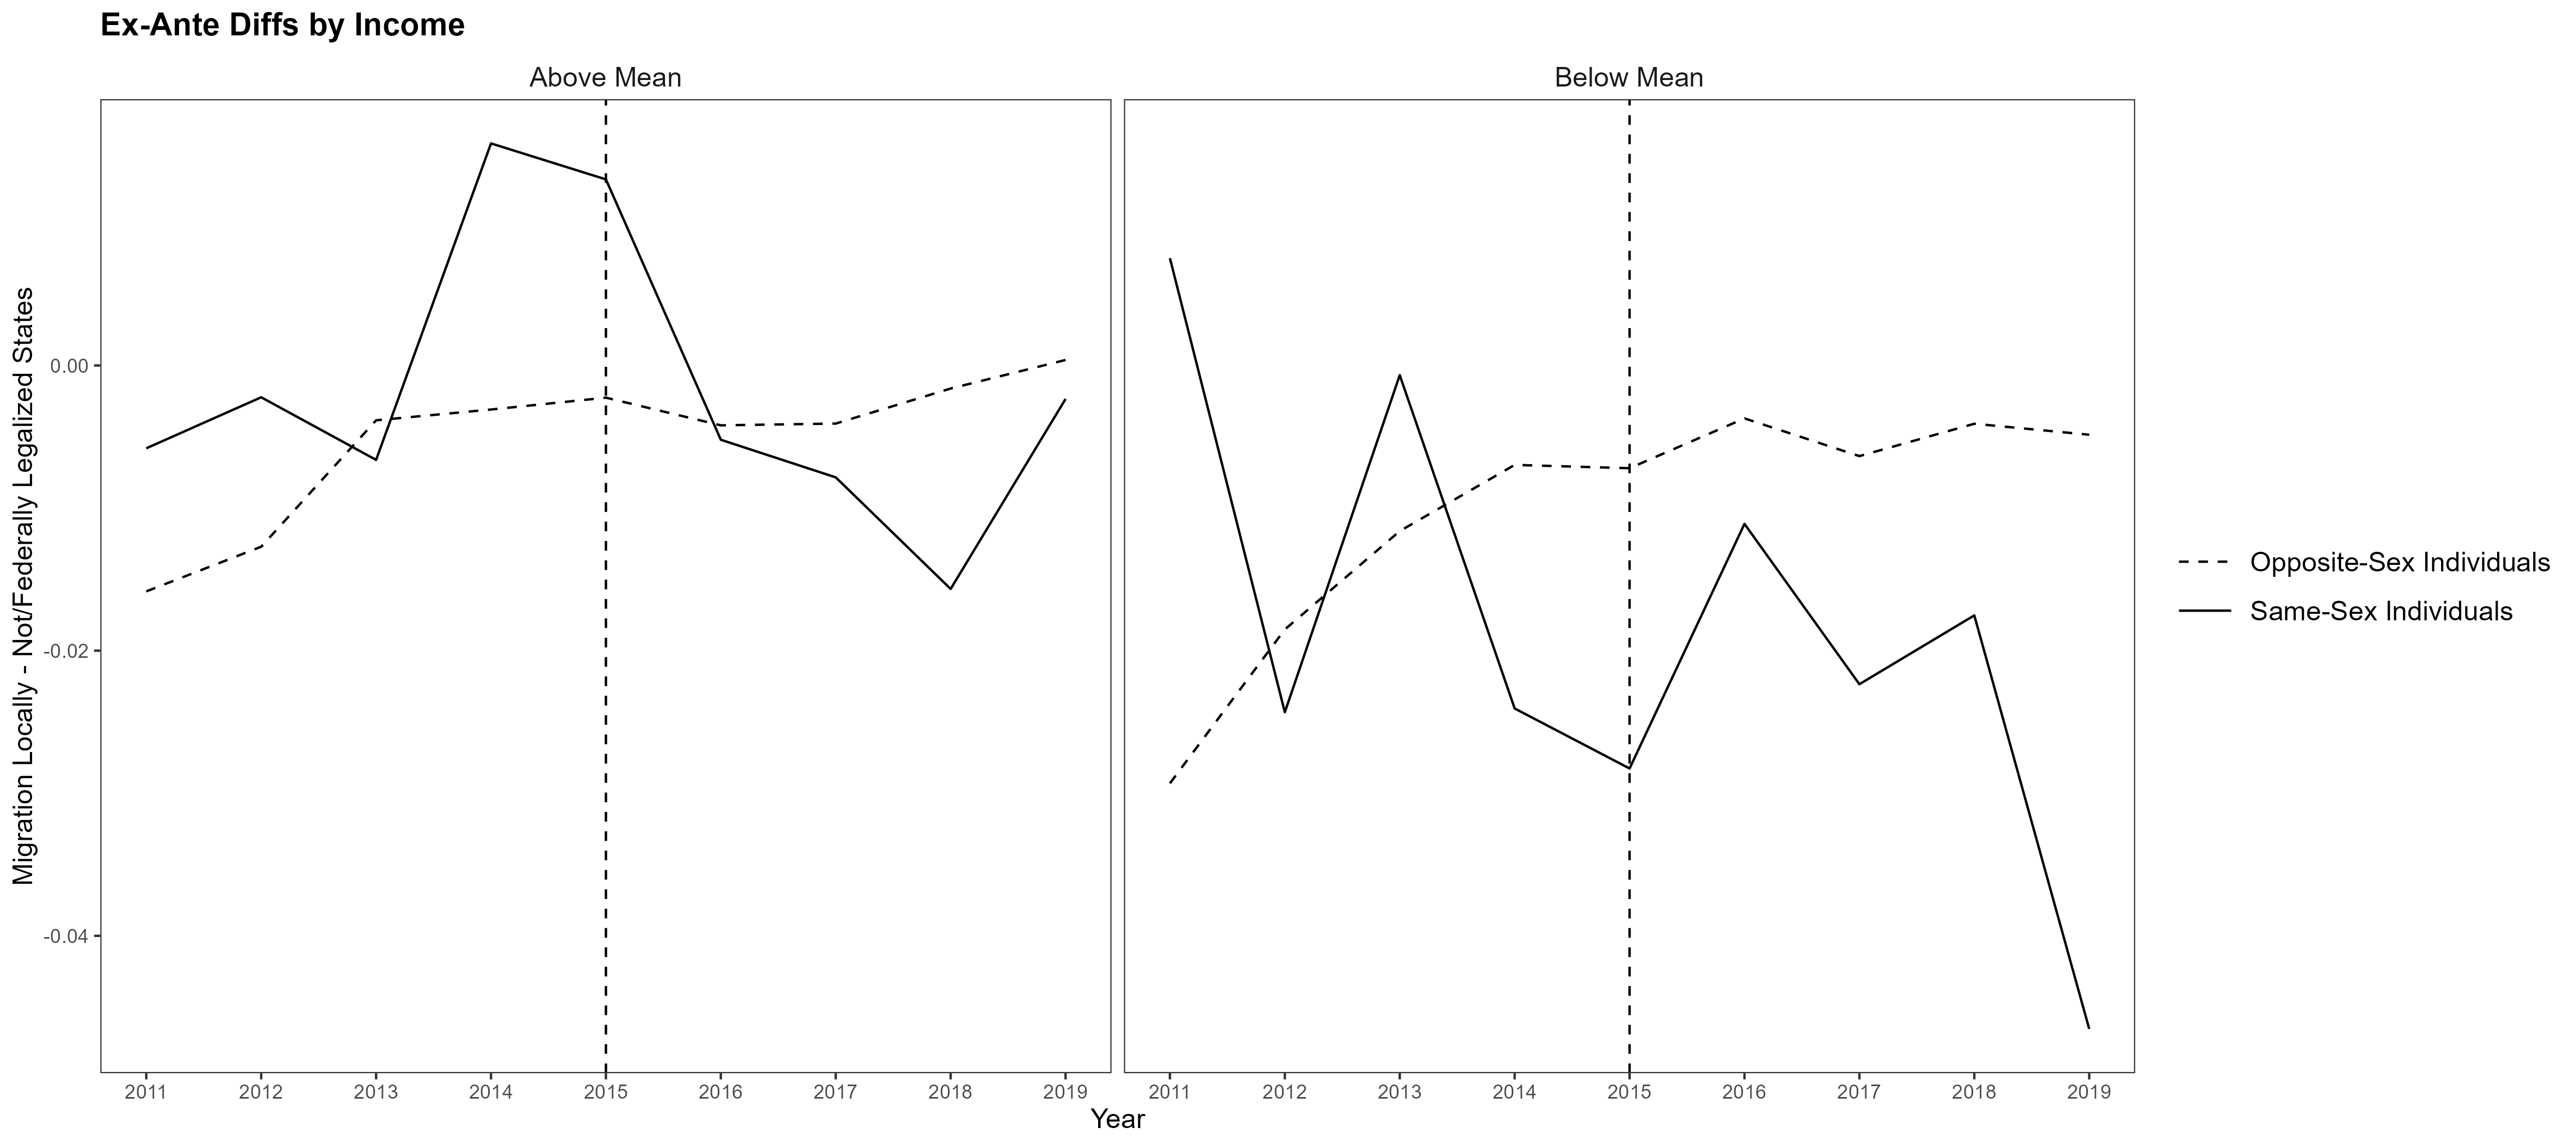 Ex-Ante Diffs by Income
Above Mean
Below Mean
Migration Locally - Not/Federally Legalized States
0.00
-0.02
-0.04
2011 2012 2013 2014 2015 2016 2017 2018 2019
2011 2012 2013 2014 2015 2016 2017 2018 2019
Year
Opposite-Sex Individuals
Same-Sex Individuals